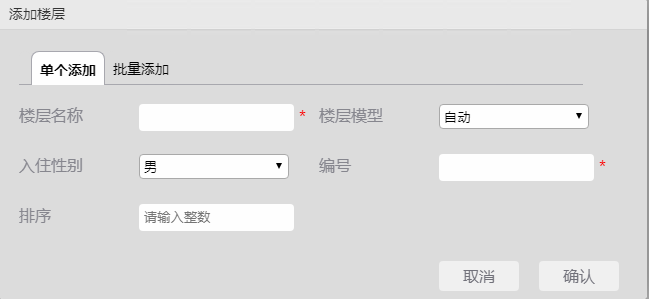 添加楼层
单个添加 批量添加
楼层名称 * 楼层模型 自动
入住性别 男 编号 *
排序 请输入整数
取消 确认